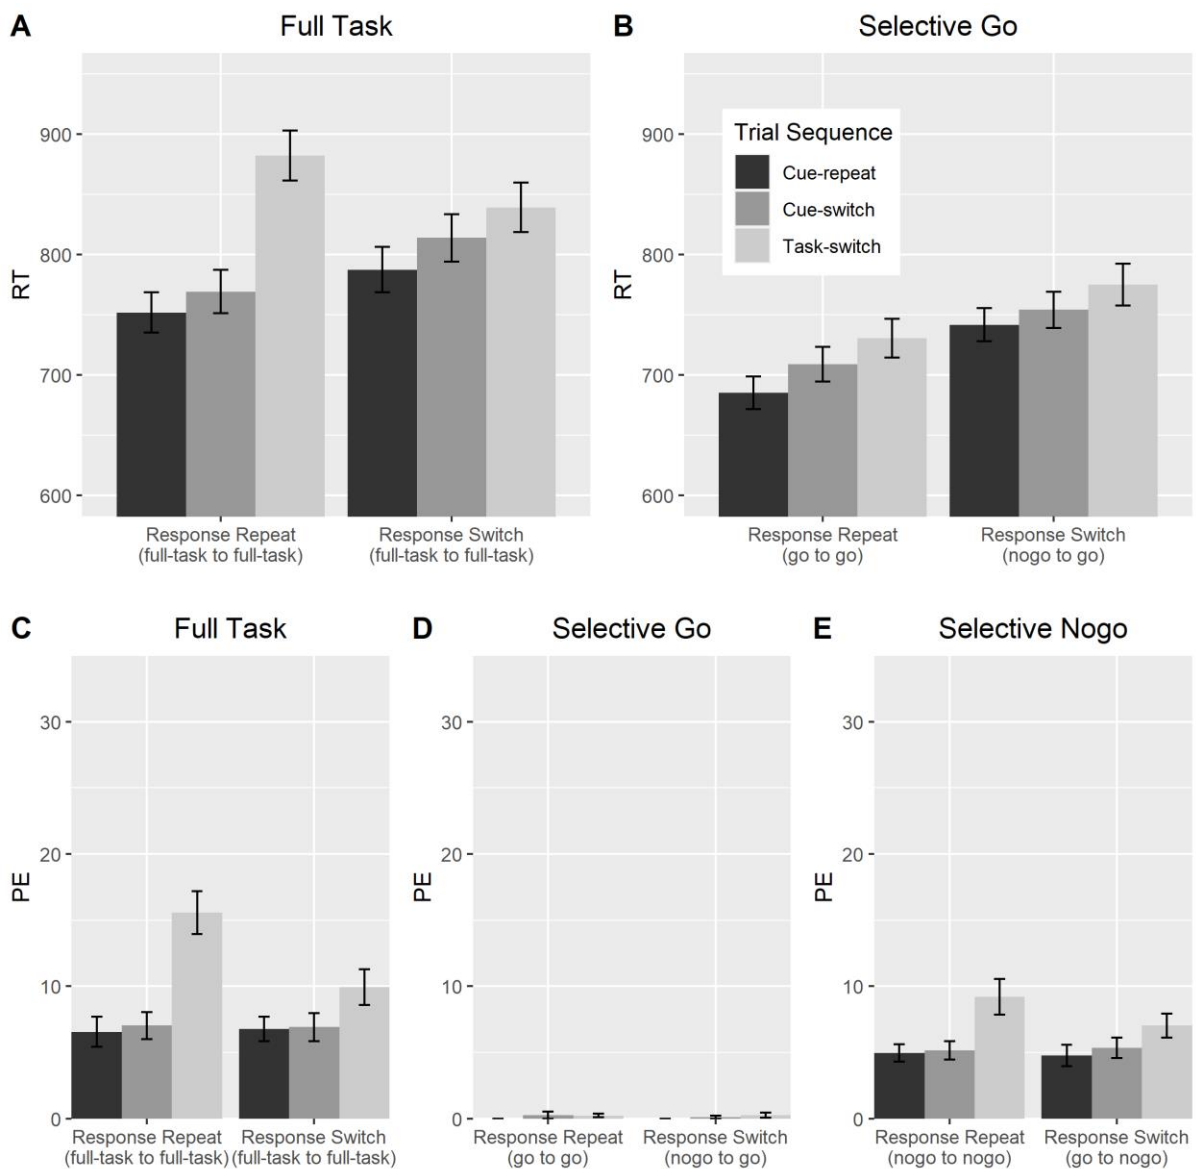 A
Full Task
RT
900
800
700
600
Response Repeat
(full-task to full-task)
Response Switch
(full-task to full-task)
B
Selective Go
RT
900
800
700
600
Trial Sequence
Cue-repeat
Cue-switch
Task-switch
Response Repeat
(go to go)
Response Switch
(nogo to go)
C
Full Task
PE
30
20
10
0
Response Repeat
(full-task to full-task)
Response Switch
(full-task to full-task)
D
Selective Go
PE
30
20
10
0
Response Repeat
(go to go)
Response Switch
(nogo to go)
E
Selective Nogo
PE
30
20
10
0
Response Repeat
(nogo to nogo)
Response Switch
(go to nogo)